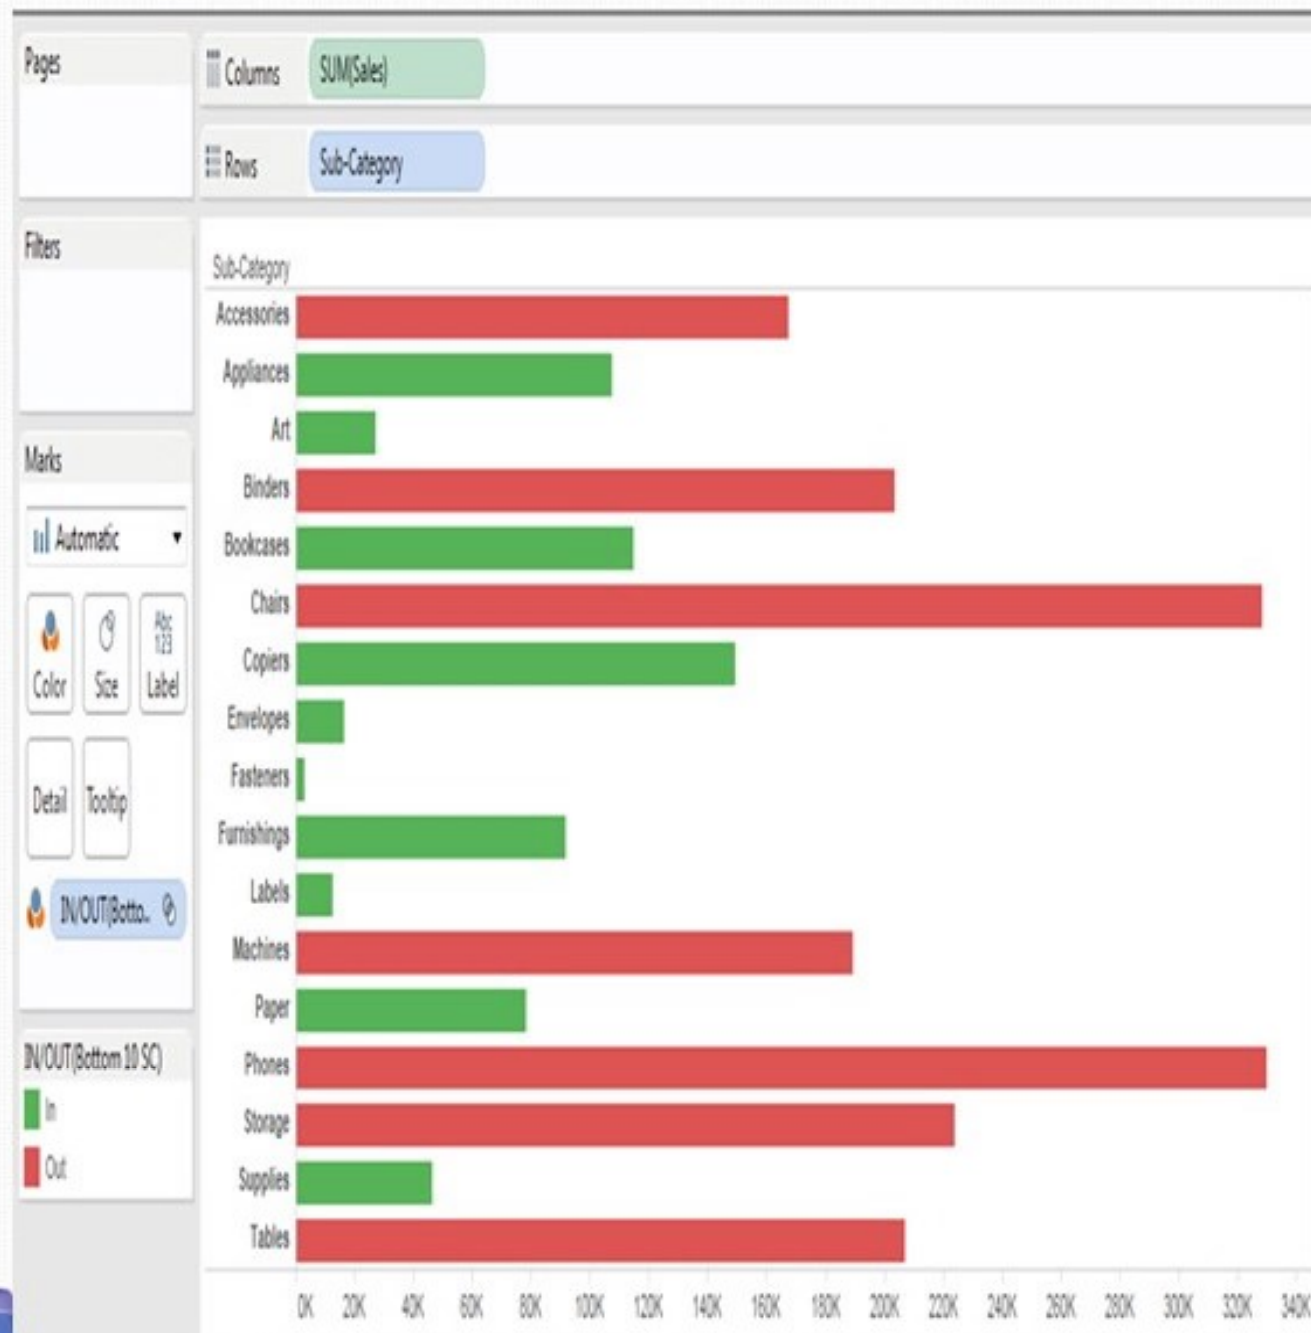 Pages
Columns
SUM(Sales)
Rows
Sub-Category
Filters
Marks
Automatic
Color
Size
Abc
123
Label
Detail
Tooltip
IN/OUT(Botto..
IN/OUT(Bottom 10 SC)
In
Out
Sub-Category
Accessories
Appliances
Art
Binders
Bookcases
Chairs
Copiers
Envelopes
Fasteners
Furnishings
Labels
Machines
Paper
Phones
Storage
Supplies
Tables
0K 20K 40K 60K 80K 100K 120K 140K 160K 180K 200K 220K 240K 260K 280K 300K 320K 340K